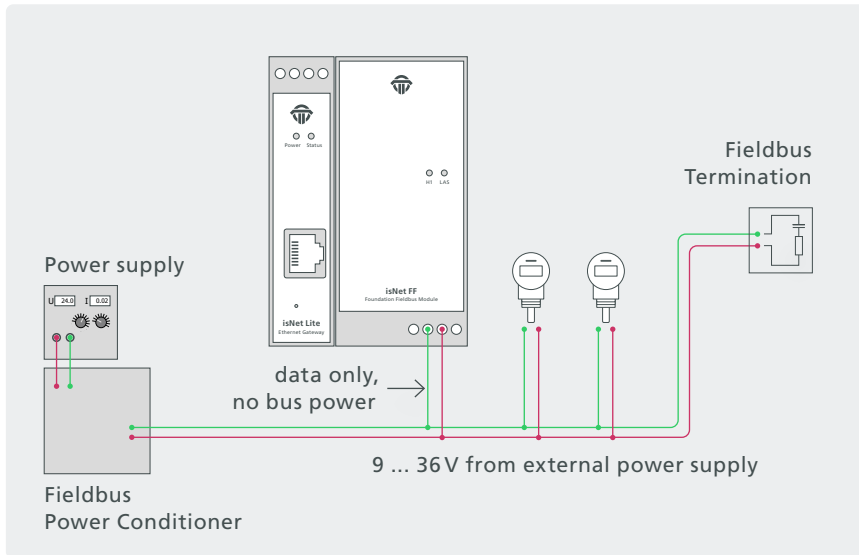 Power Status
H1 LAS
Fieldbus
Termination
Power supply
U 24.0 I 0.02
isNet FF
Foundation Fieldbus Module
isNet Lite
Ethernet Gateway
data only,
no bus power
9 ... 36 V from external power supply
Fieldbus
Power Conditioner